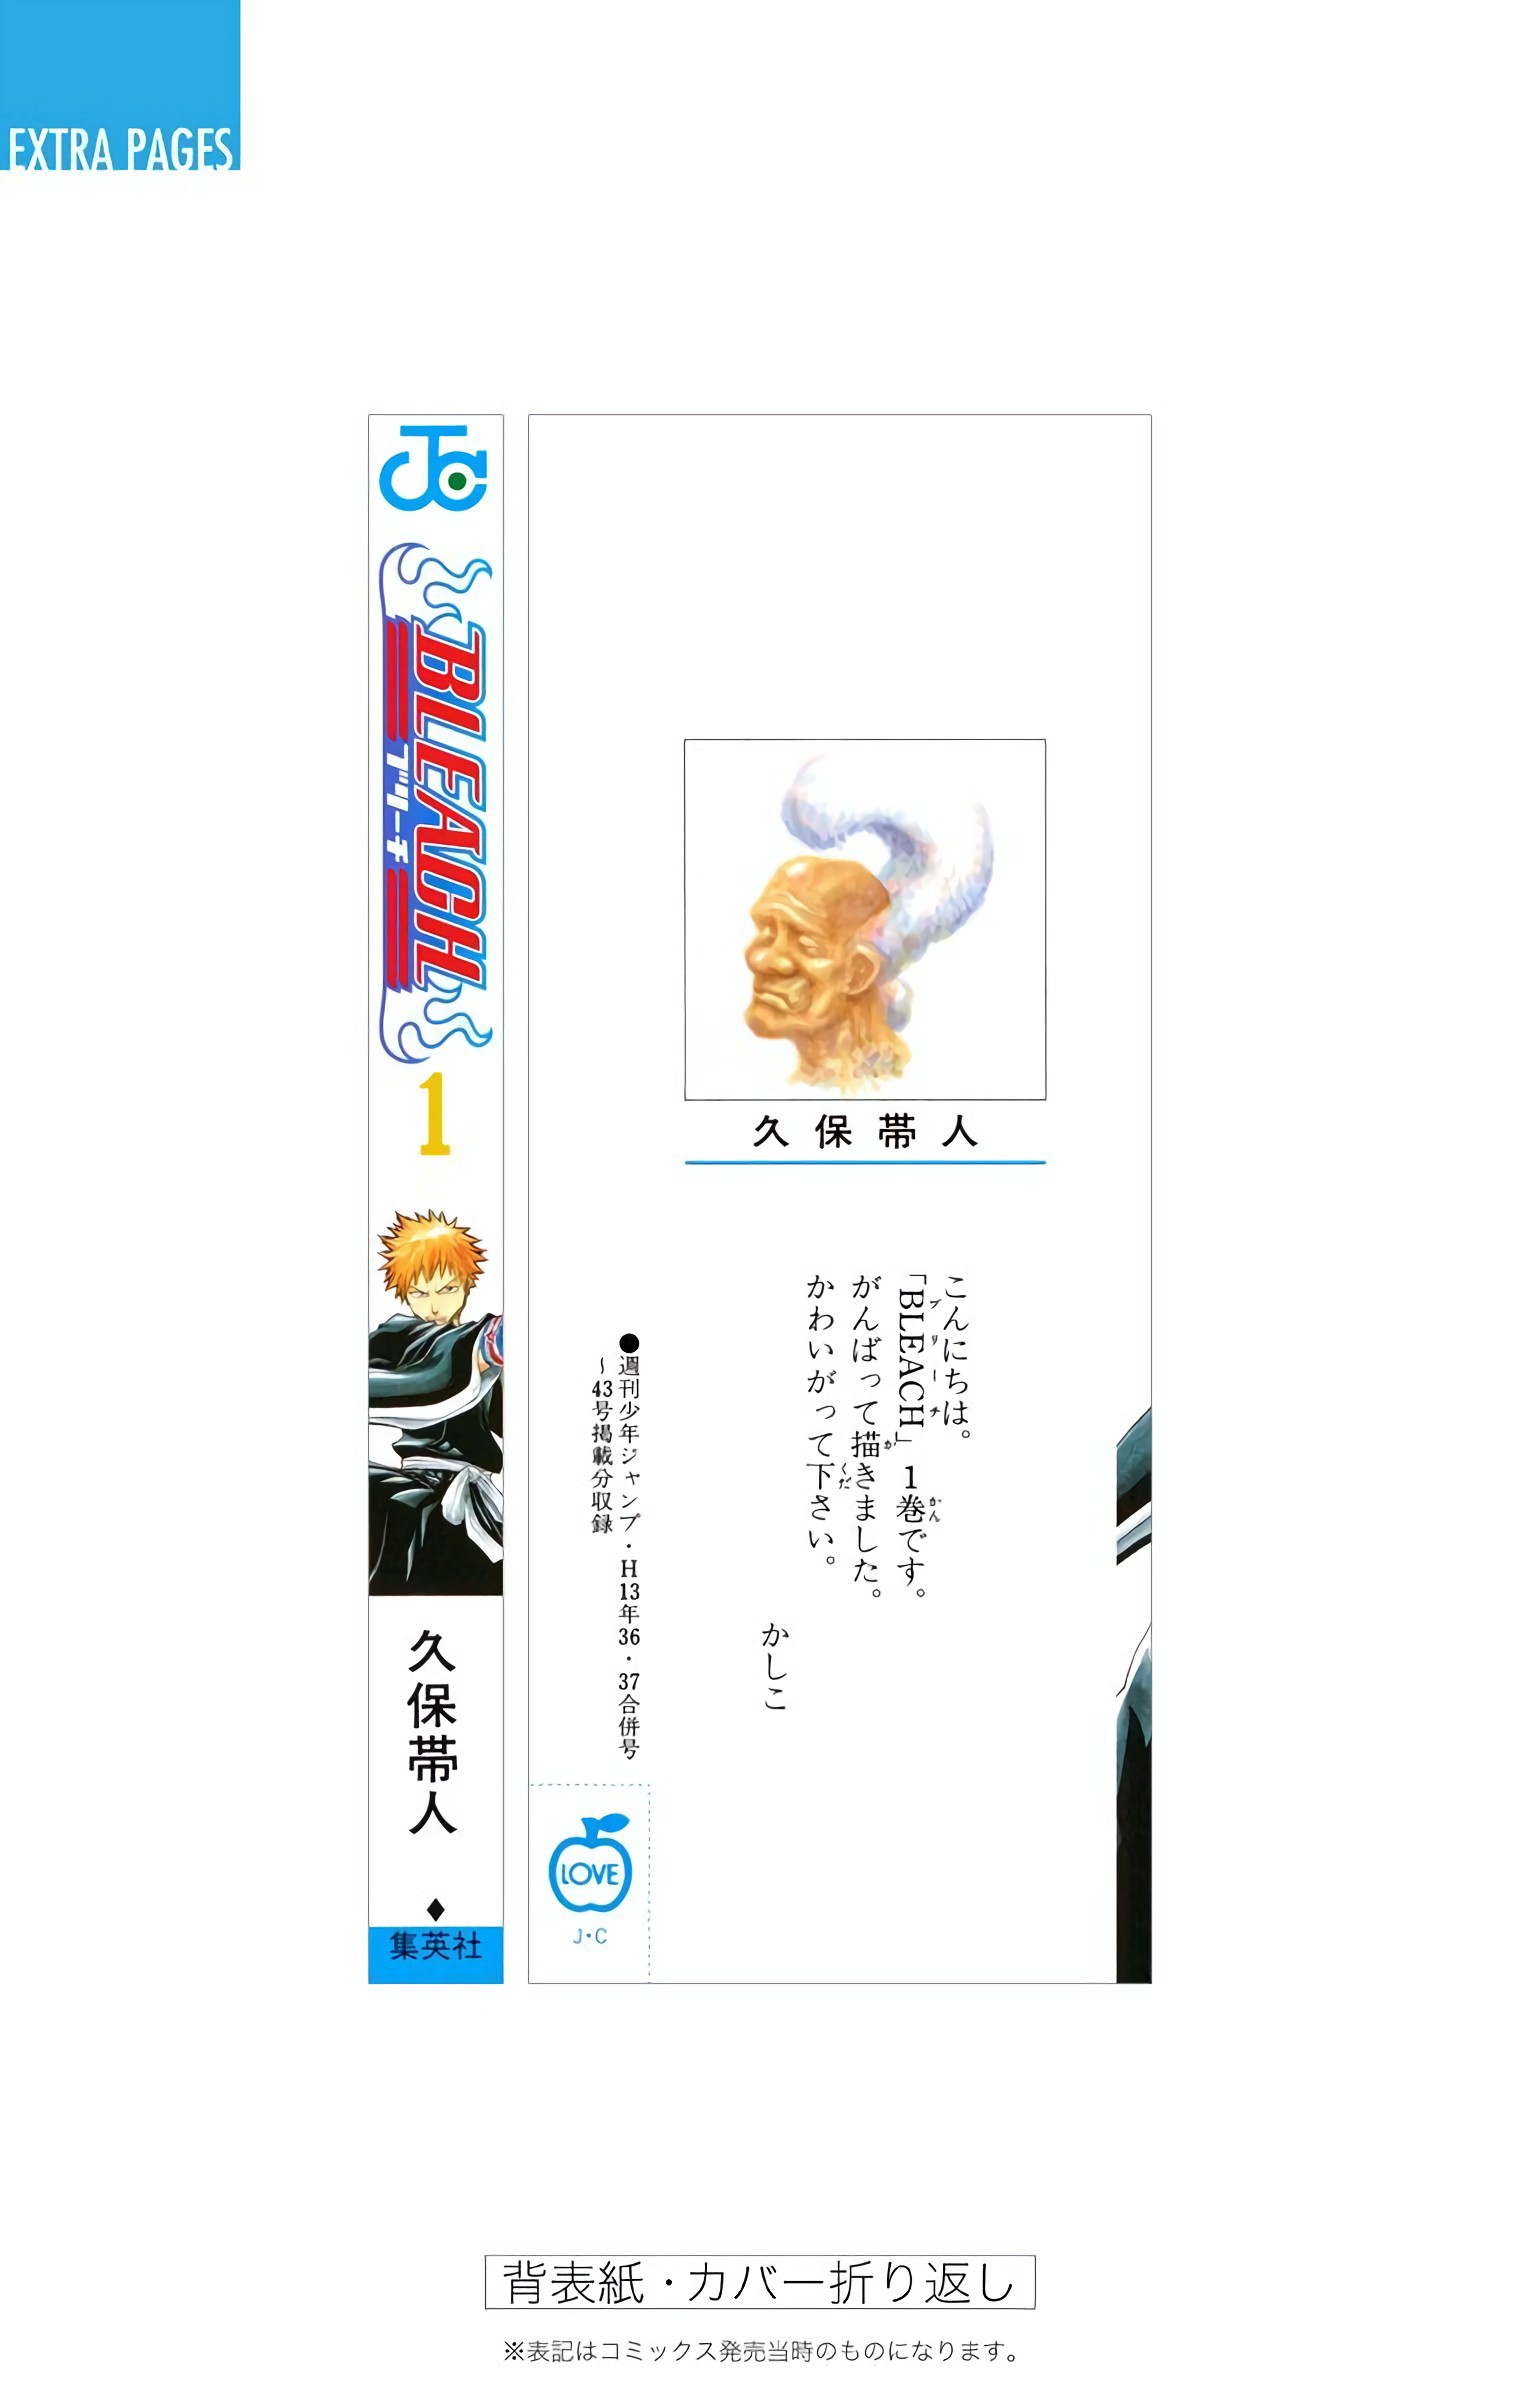 EXTRA PAGES
JC
BLEACH
ブリーチ
1
久保帯人
集英社
久保帯人
こんにちは。
「BLEACH」1巻です。
がんばって描きました。
かわいがって下さい。
かしこ
●週刊少年ジャンプ・H13年36・37合併号
〜43号掲載分収録
LOVE
J・C
背表紙・カバー折り返し
※表記はコミックス発売当時のものになります。